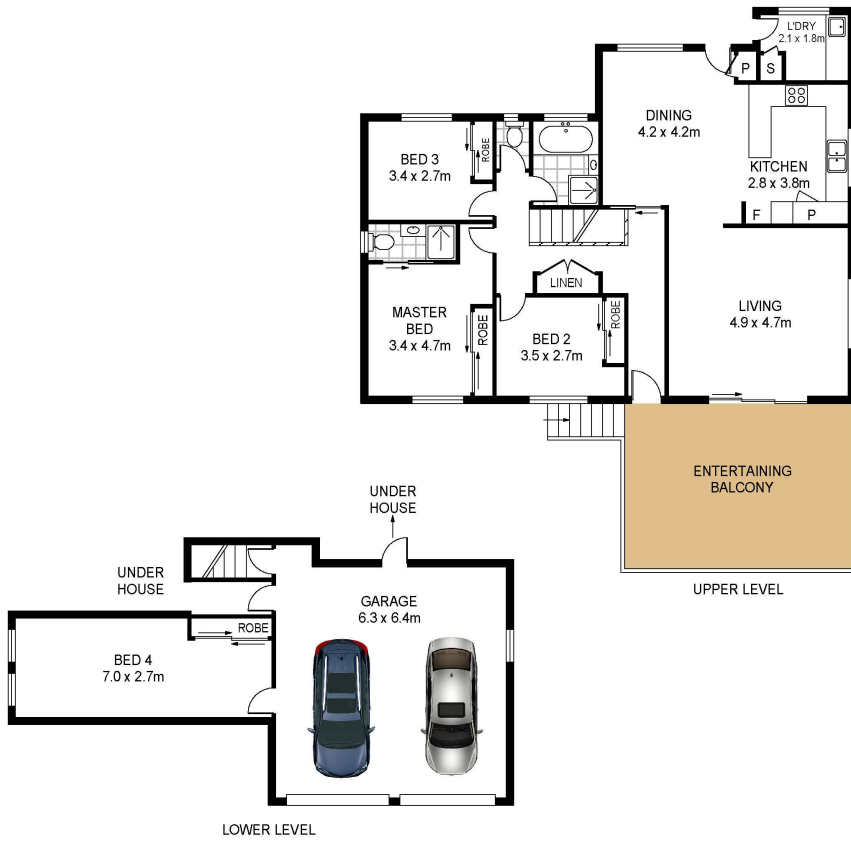 L'DRY
2.1 x 1.8m
P
S
DINING
4.2 x 4.2m
BED 3
3.4 x 2.7m
ROBE
KITCHEN
2.8 x 3.8m
F
P
LINEN
MASTER
BED
3.4 x 4.7m
ROBE
BED 2
3.5 x 2.7m
ROBE
LIVING
4.9 x 4.7m
ENTERTAINING
BALCONY
UPPER LEVEL
UNDER
HOUSE
UNDER
HOUSE
GARAGE
6.3 x 6.4m
ROBE
BED 4
7.0 x 2.7m
LOWER LEVEL